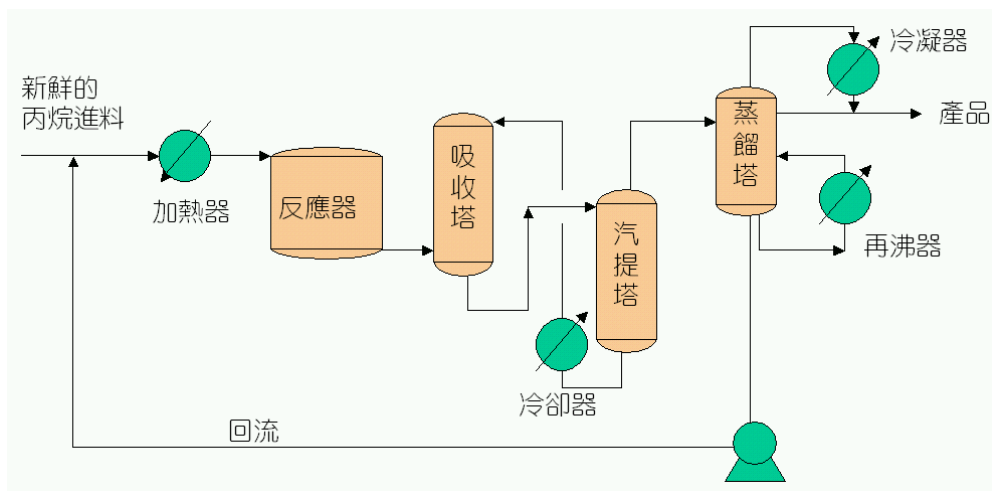 新鮮的
丙烷進料
加熱器
反應器
吸收塔
冷卻器
汽提塔
蒸餾塔
冷凝器
產品
再沸器
回流